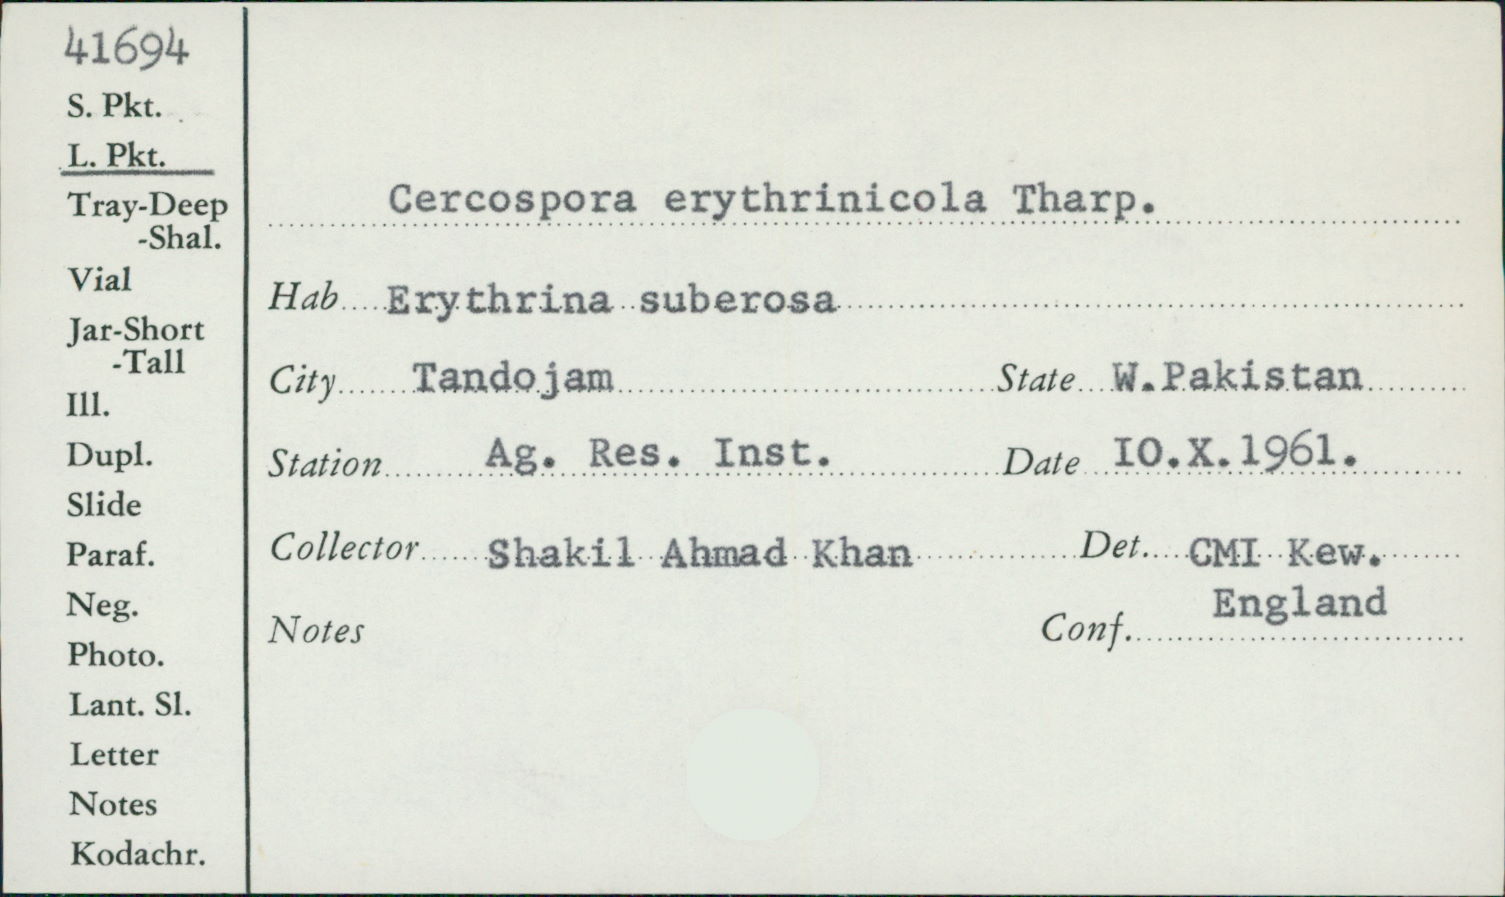 41694
S. Pkt.
L. Pkt.
Tray-Deep
-Shal.
Vial
Jar-Short
-Tall
Ill.
Dupl.
Slide
Paraf.
Neg.
Photo.
Lant. Sl.
Letter
Notes
Kodachr.
Cercospora erythrinicola Tharp.
Hab Erythrina suberosa
City Tandojam State W.Pakistan
Station Ag. Res. Inst. Date IO.X.1961.
Collector Shakil Ahmad Khan Det. CMI Kew.
England
Notes Conf.